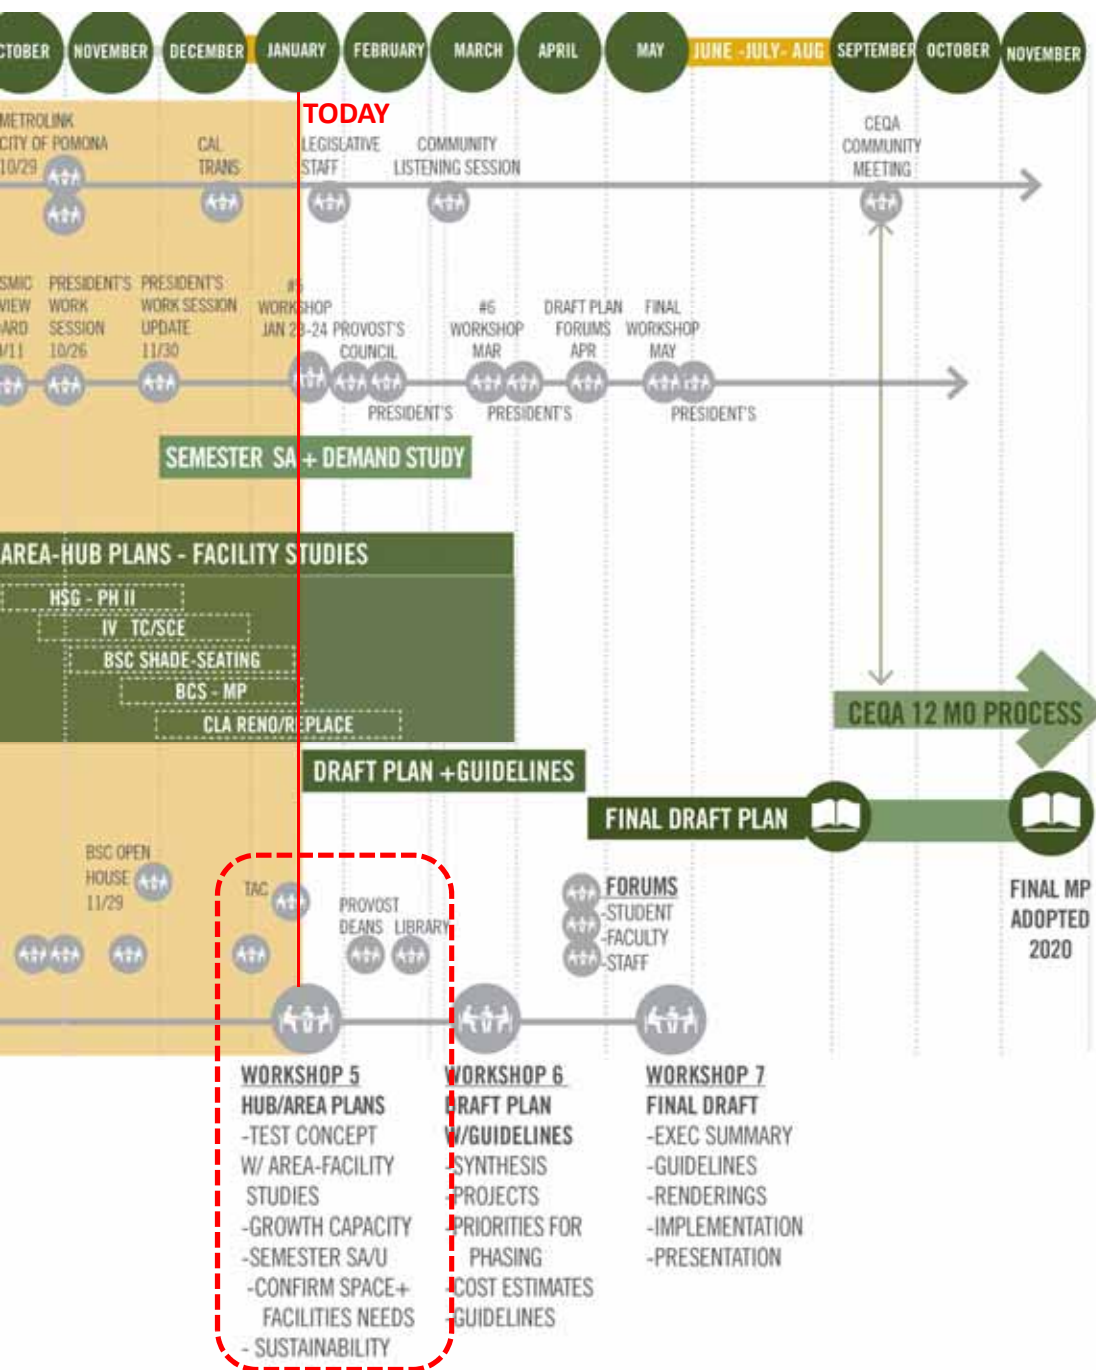 CTOBER NOVEMBER DECEMBER JANUARY FEBRUARY MARCH APRIL MAY JUNE -JULY- AUG SEPTEMBER OCTOBER NOVEMBER
TODAY
METROLINK
CITY OF POMONA
10/29
CAL
TRANS
LEGISLATIVE
STAFF
COMMUNITY
LISTENING SESSION
CEQA
COMMUNITY
MEETING
SMIC
VIEW
ARD
/11
PRESIDENT'S
WORK
SESSION
10/26
PRESIDENT'S
WORK SESSION
UPDATE
11/30
#5
WORKSHOP
JAN 23-24
PROVOST'S
COUNCIL
PRESIDENT'S
#6
WORKSHOP
MAR
PRESIDENT'S
DRAFT PLAN
FORUMS
APR
FINAL
WORKSHOP
MAY
PRESIDENT'S
SEMESTER SA + DEMAND STUDY
AREA-HUB PLANS - FACILITY STUDIES
HSG - PH II
IV TC/SCE
BSC SHADE-SEATING
BCS - MP
CLA RENO/REPLACE
CEQA 12 MO PROCESS
DRAFT PLAN +GUIDELINES
FINAL DRAFT PLAN
BSC OPEN
HOUSE
11/29
TAC
PROVOST
DEANS
LIBRARY
FORUMS
-STUDENT
-FACULTY
-STAFF
FINAL MP
ADOPTED
2020
WORKSHOP 5
HUB/AREA PLANS
-TEST CONCEPT
W/ AREA-FACILITY
STUDIES
-GROWTH CAPACITY
-SEMESTER SA/U
-CONFIRM SPACE+
FACILITIES NEEDS
- SUSTAINABILITY
WORKSHOP 6
DRAFT PLAN
W/GUIDELINES
-SYNTHESIS
-PROJECTS
-PRIORITIES FOR
PHASING
-COST ESTIMATES
-GUIDELINES
WORKSHOP 7
FINAL DRAFT
-EXEC SUMMARY
-GUIDELINES
-RENDERINGS
-IMPLEMENTATION
-PRESENTATION